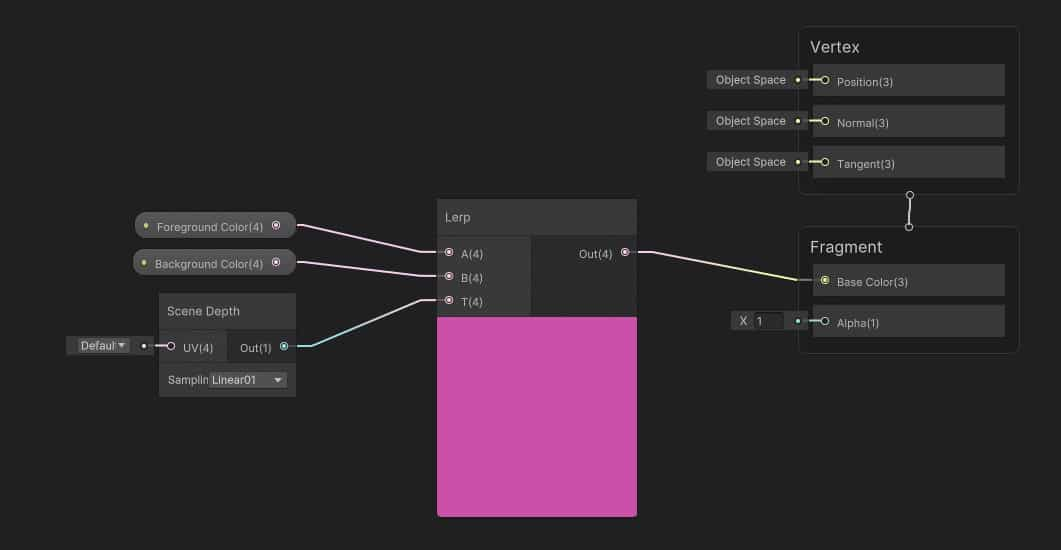 Vertex
Object Space
Position(3)
Object Space
Normal(3)
Object Space
Tangent(3)
Foreground Color(4)
Background Color(4)
Scene Depth
Defaul
UV(4)
Out(1)
Samplin
Linear01
Lerp
A(4)
B(4)
T(4)
Out(4)
Fragment
Base Color(3)
X 1
Alpha(1)